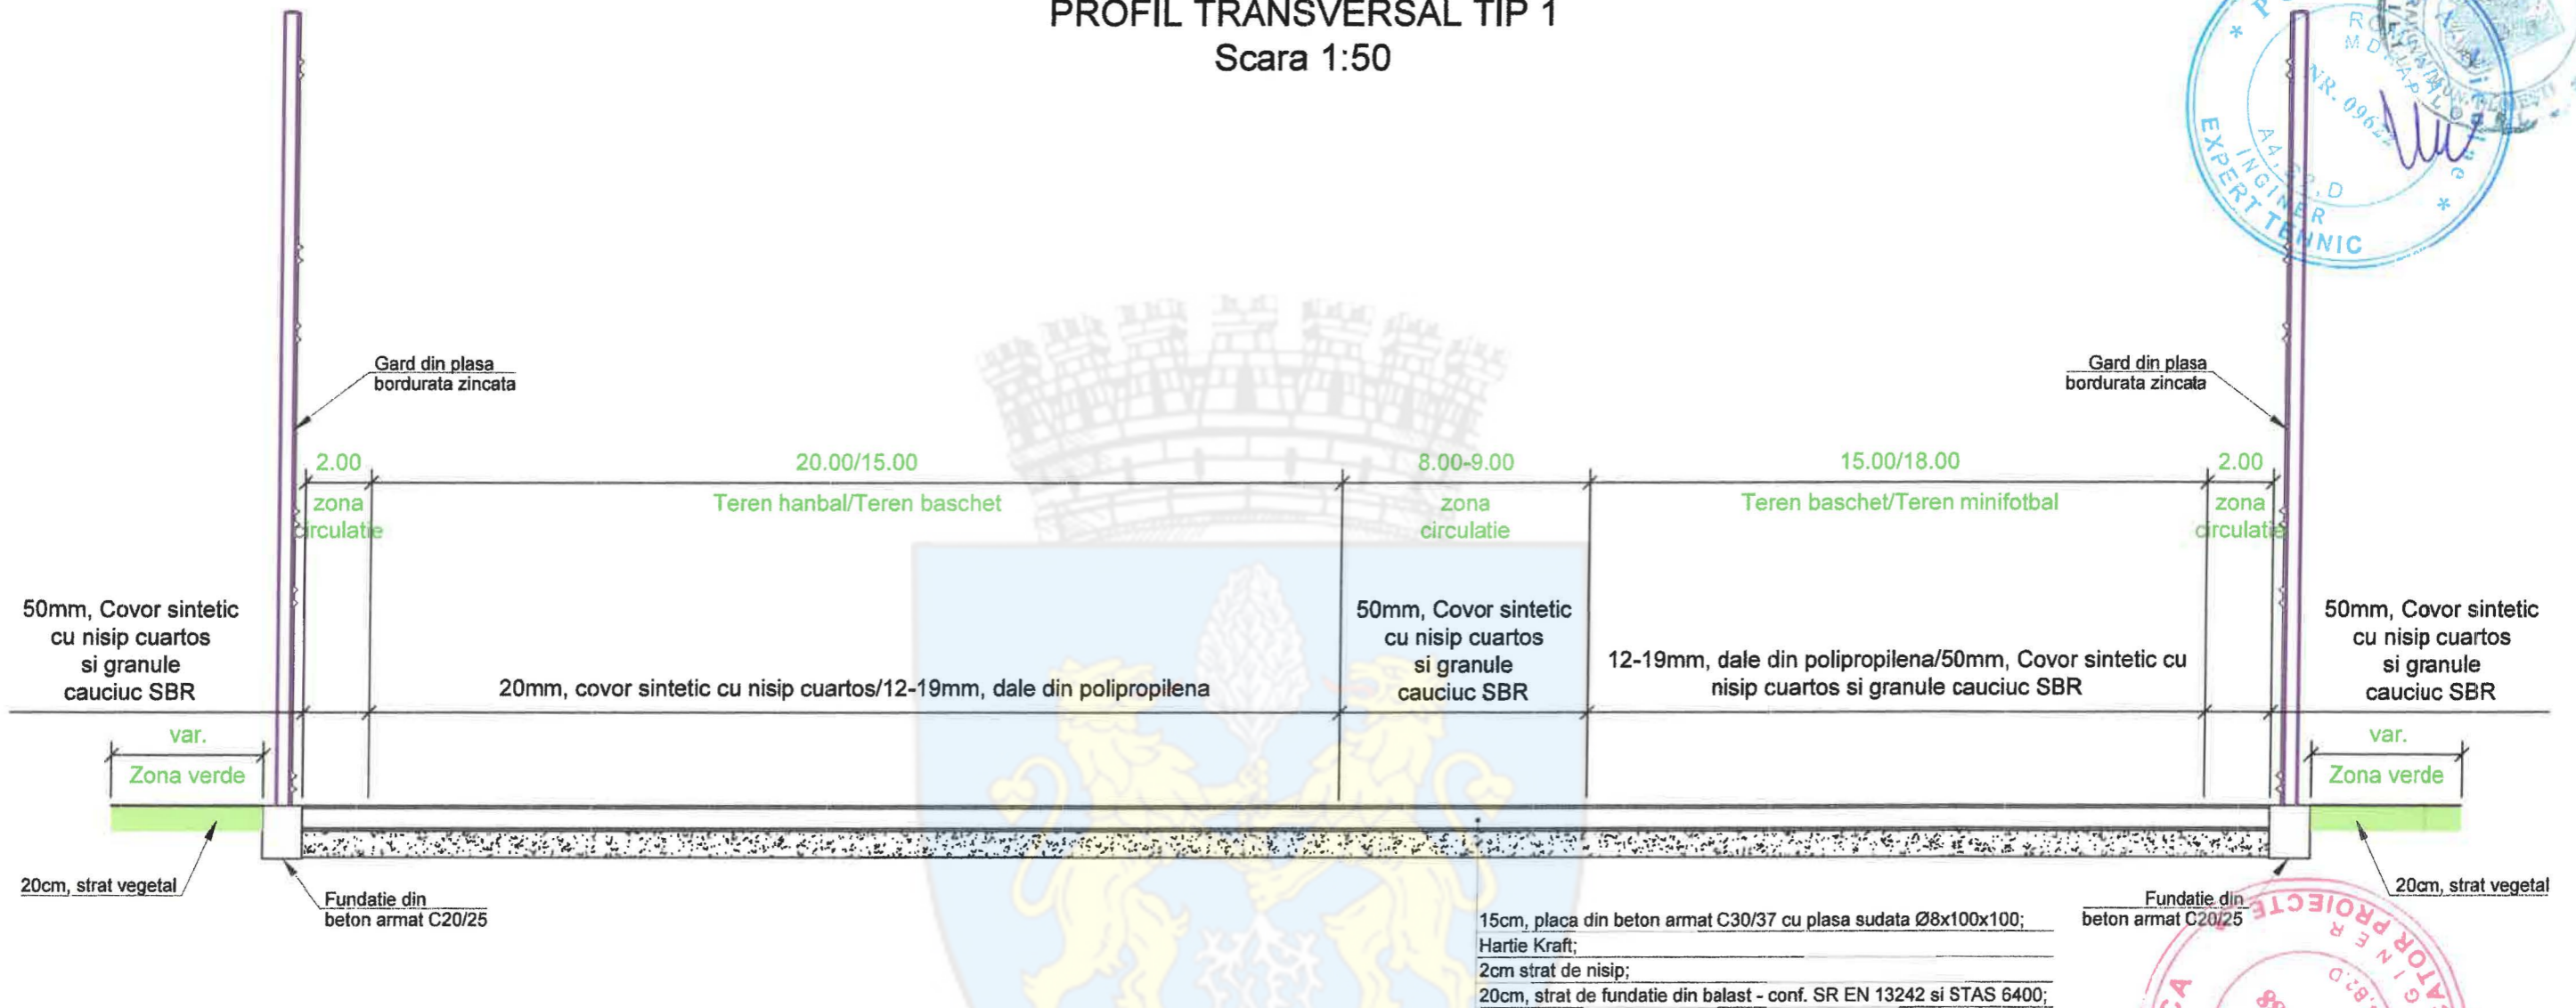 PROFIL TRANSVERSAL TIP 1
Scara 1:50
NR. 09622
INGINER
EXPERT TEHNIC
Gard din plasa
bordurata zincata
Gard din plasa
bordurata zincata
2.00
20.00/15.00
8.00-9.00
15.00/18.00
2.00
zona
circulatie
Teren hanbal/Teren baschet
zona
circulatie
Teren baschet/Teren minifotbal
zona
circulatie
50mm, Covor sintetic
cu nisip cuartos
si granule
cauciuc SBR
20mm, covor sintetic cu nisip cuartos/12-19mm, dale din polipropilena
50mm, Covor sintetic
cu nisip cuartos
si granule
cauciuc SBR
12-19mm, dale din polipropilena/50mm, Covor sintetic cu
nisip cuartos si granule cauciuc SBR
50mm, Covor sintetic
cu nisip cuartos
si granule
cauciuc SBR
var.
Zona verde
var.
Zona verde
20cm, strat vegetal
Fundatie din
beton armat C20/25
15cm, placa din beton armat C30/37 cu plasa sudata Ø8x100x100;
Hartie Kraft;
2cm strat de nisip;
20cm, strat de fundatie din balast - conf. SR EN 13242 si STAS 6400;
Fundatie din
beton armat C20/25
20cm, strat vegetal
PROIECTE